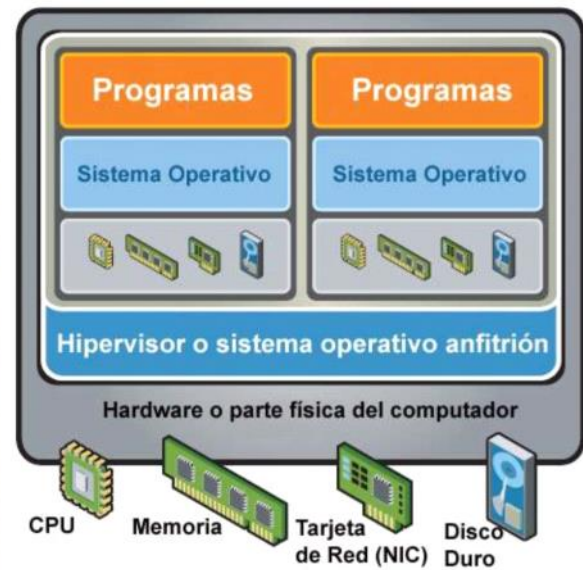 Programas
Programas
Sistema Operativo
Sistema Operativo
Hipervisor o sistema operativo anfitrión
Hardware o parte física del computador
CPU
Memoria
Tarjeta
de Red (NIC)
Disco
Duro